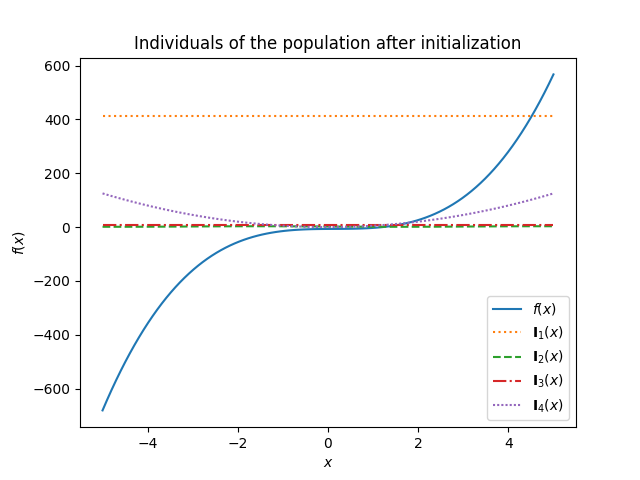 Individuals of the population after initialization
f(x)
600
400
200
0
−200
−400
−600
−4
−2
0
2
4
x
f(x)
I₁(x)
I₂(x)
I₃(x)
I₄(x)